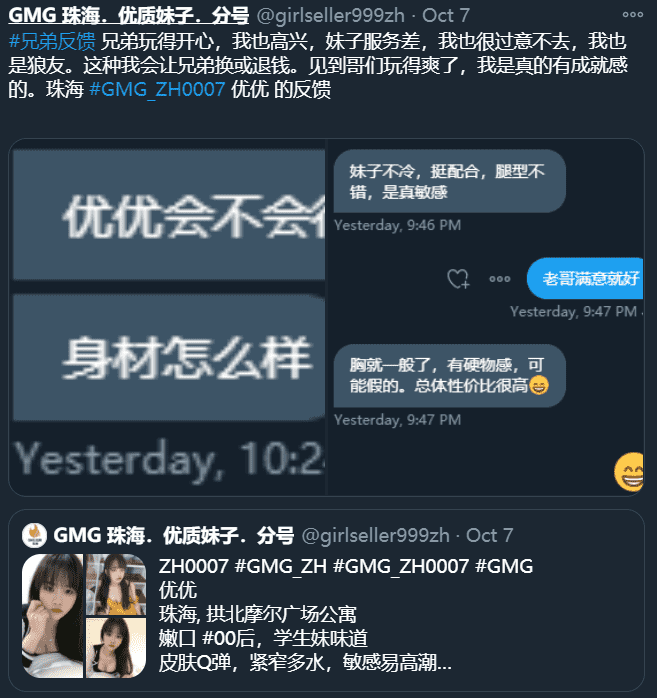 GMG 珠海．优质妹子．分号 @girlseller999zh · Oct 7
#兄弟反馈 兄弟玩得开心，我也高兴，妹子服务差，我也很过意不去，我也
是狼友。这种我会让兄弟换或退钱。见到哥们玩得爽了，我是真的有成就感
的。珠海 #GMG_ZH0007 优优 的反馈
优优会不会
身材怎么样
Yesterday, 10:2
妹子不冷，挺配合，腿型不
错，是真敏感
Yesterday, 9:46 PM
老哥满意就好
Yesterday, 9:47 PM
胸就一般了，有硬物感，可
能假的。总体性价比很高😄
Yesterday, 9:47 PM
GMG 珠海．优质妹子．分号 @girlseller999zh · Oct 7
ZH0007 #GMG_ZH #GMG_ZH0007 #GMG
优优
珠海, 拱北摩尔广场公寓
嫩口 #00后，学生妹味道
皮肤Q弹，紧窄多水，敏感易高潮...